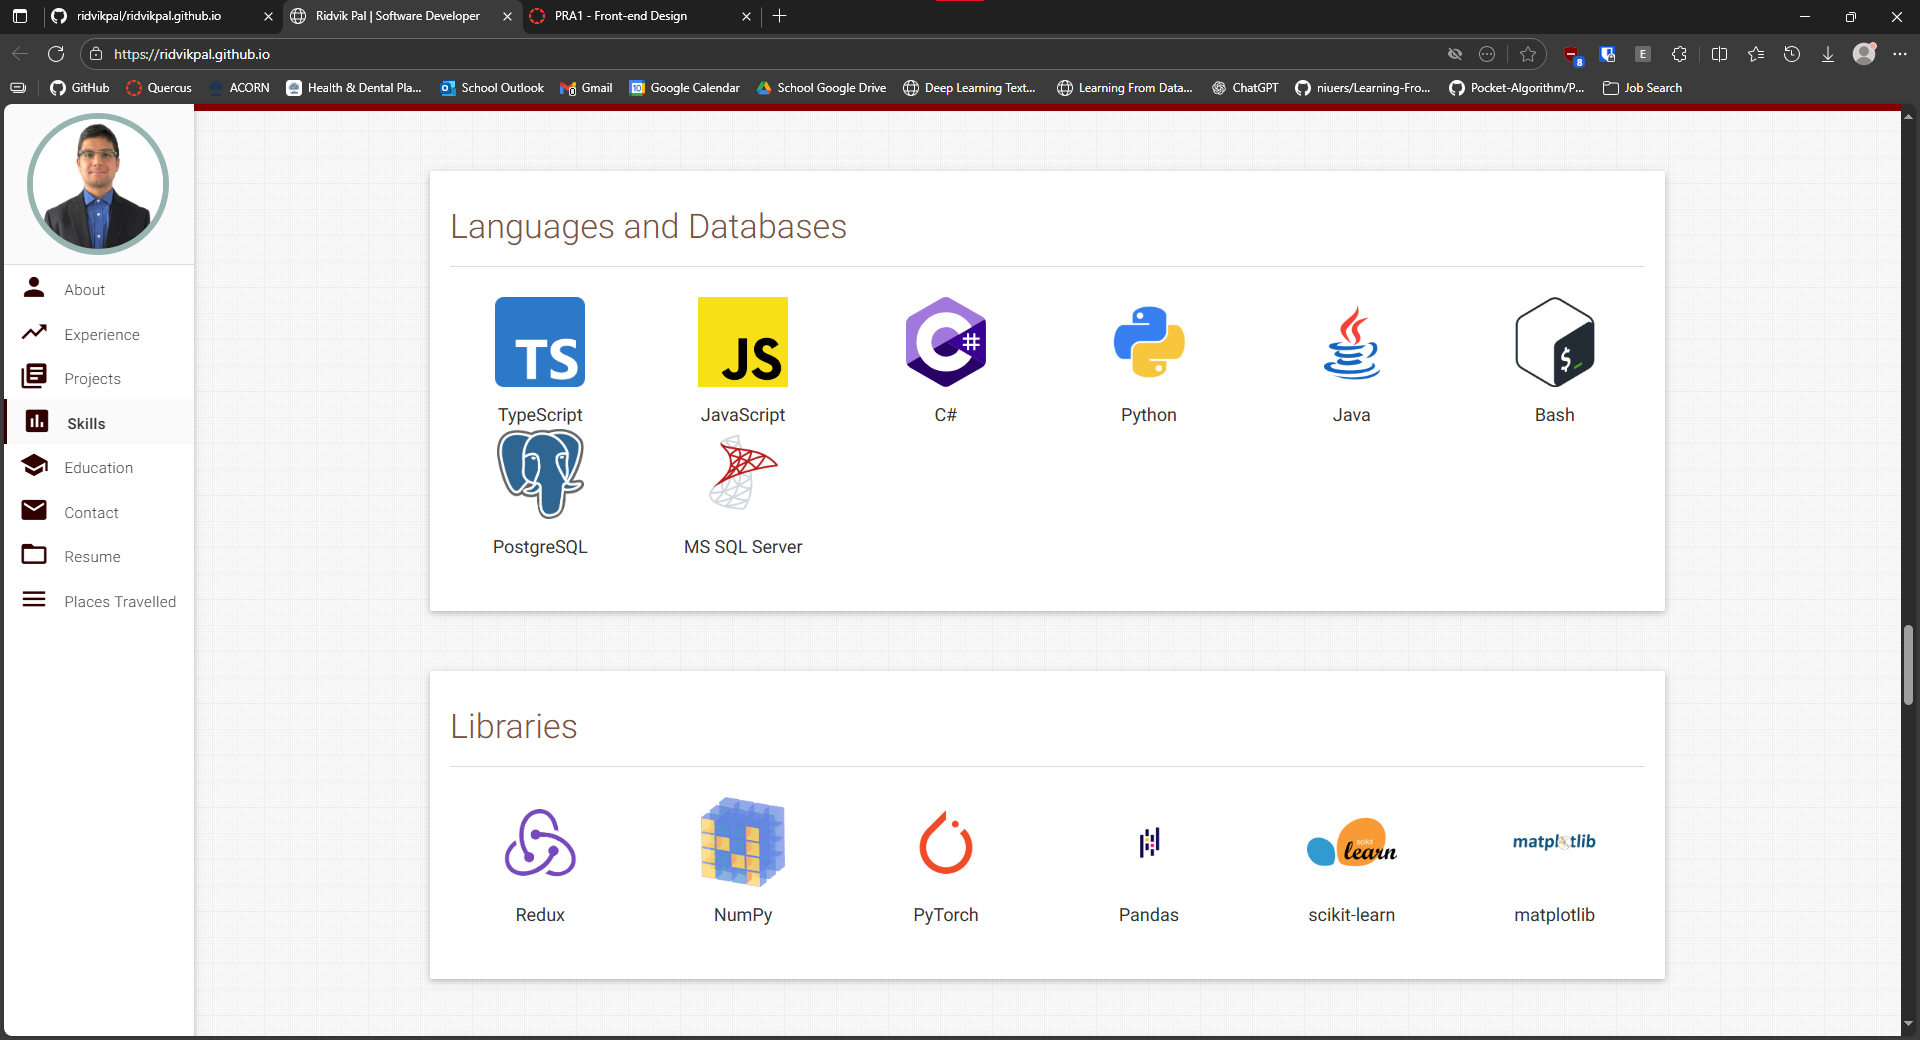 ridvikpal/ridvikpal.github.io
Ridvik Pal | Software Developer
PRA1 - Front-end Design
https://ridvikpal.github.io
8
E
GitHub
Quercus
ACORN
Health & Dental Pla...
School Outlook
Gmail
10
Google Calendar
School Google Drive
Deep Learning Text...
Learning From Data...
ChatGPT
niuers/Learning-Fro...
Pocket-Algorithm/P...
Job Search
About
Experience
Projects
Skills
Education
Contact
Resume
Places Travelled
Languages and Databases
TS
JS
C#
$_
TypeScript
JavaScript
C#
Python
Java
Bash
PostgreSQL
MS SQL Server
Libraries
scikit
learn
matplotlib
Redux
NumPy
PyTorch
Pandas
scikit-learn
matplotlib